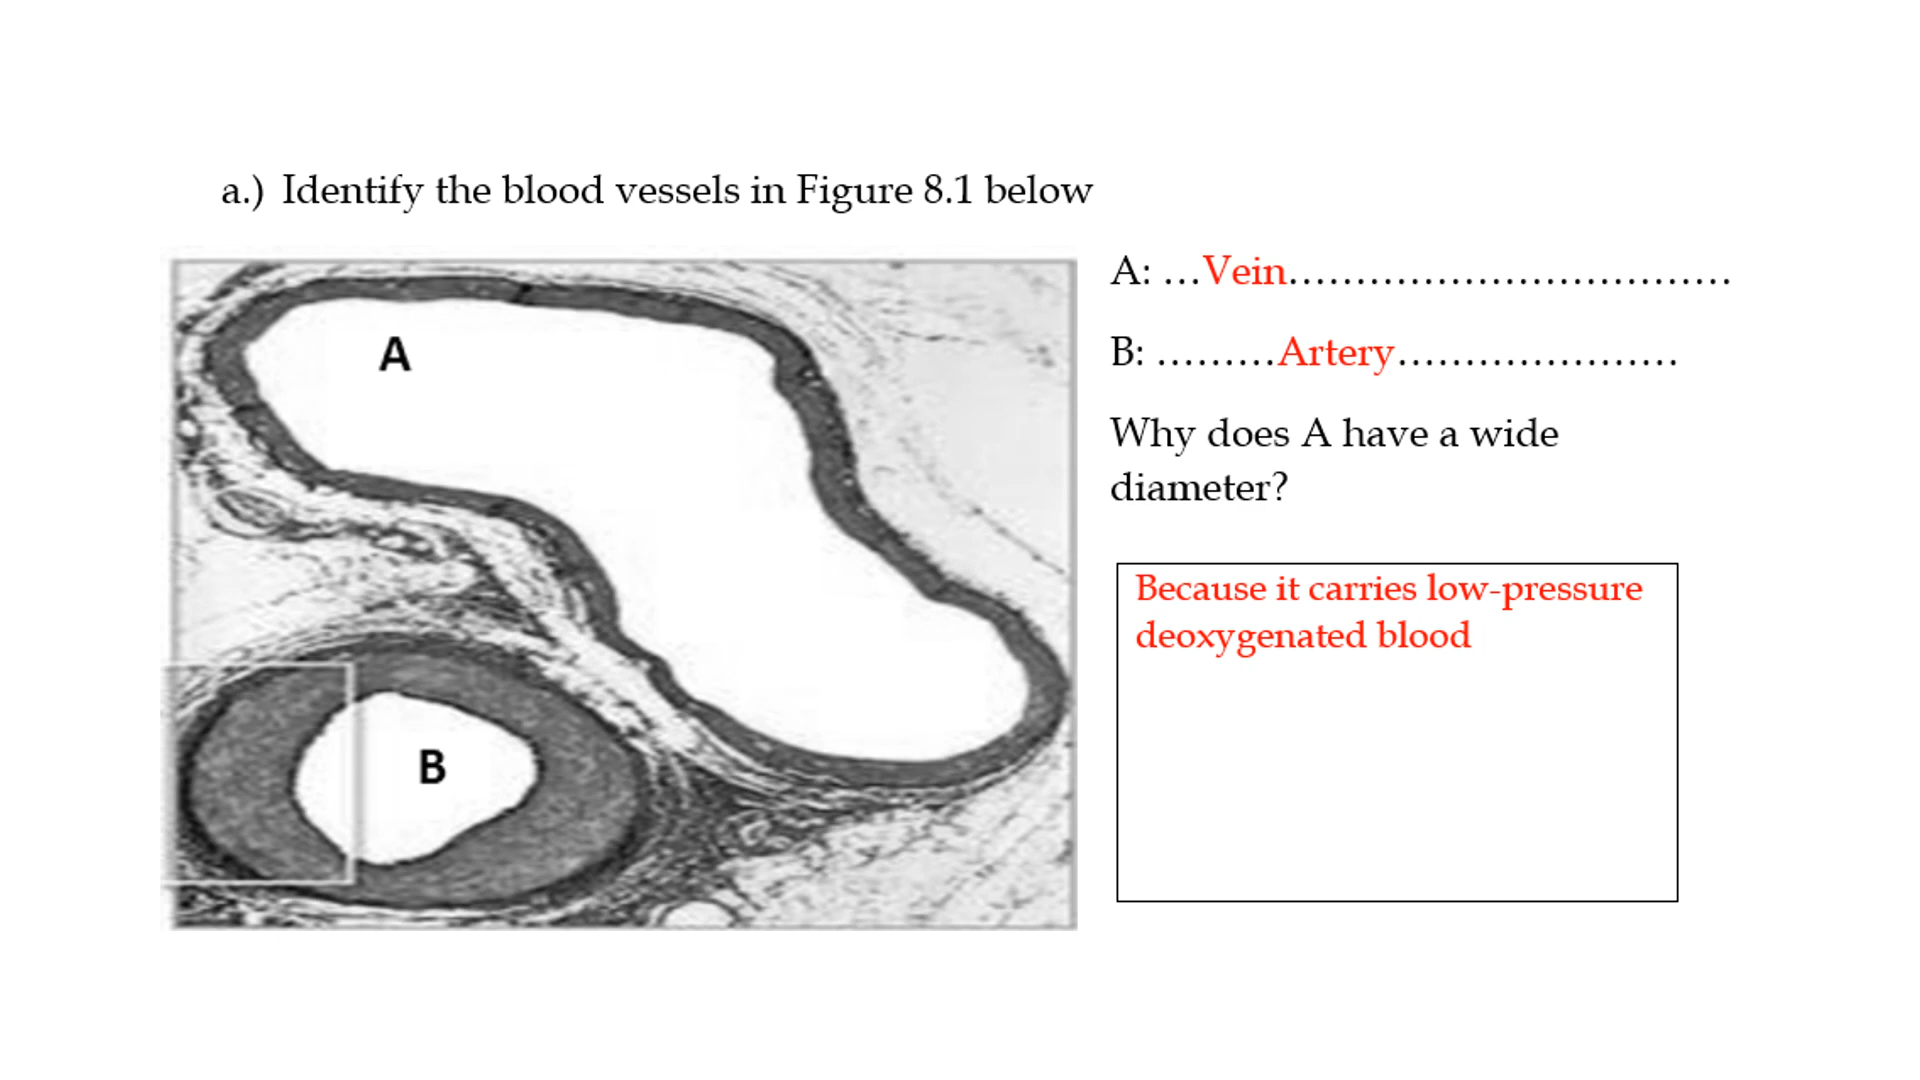 a.) Identify the blood vessels in Figure 8.1 below
A
B
A: ...Vein.................................
B: .........Artery.....................
Why does A have a wide
diameter?
Because it carries low-pressure
deoxygenated blood